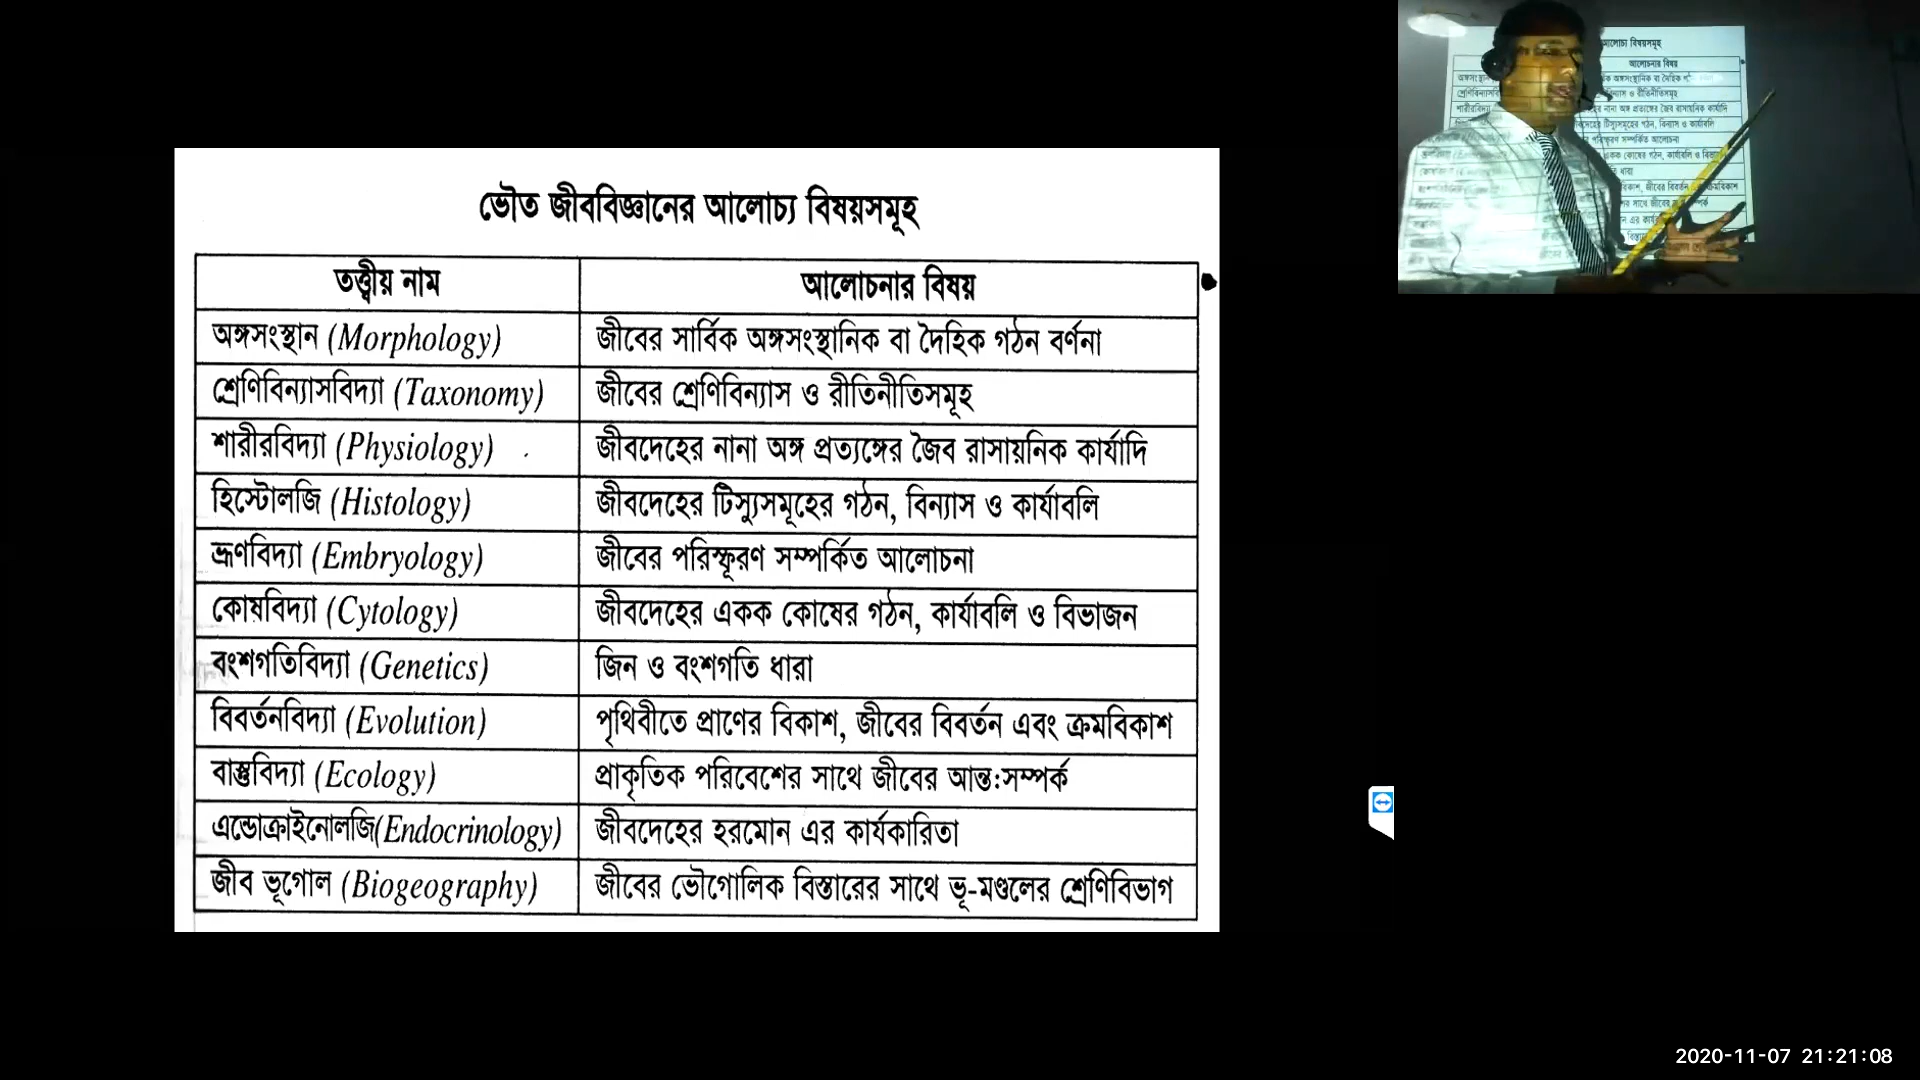 ভৌত জীববিজ্ঞানের আলোচ্য বিষয়সমূহ
তত্ত্বীয় নাম আলোচনার বিষয়
অঙ্গসংস্থান (Morphology) জীবের সার্বিক অঙ্গসংস্থানিক বা দৈহিক গঠন বর্ণনা
শ্রেণিবিন্যাসবিদ্যা (Taxonomy) জীবের শ্রেণিবিন্যাস ও রীতিনীতিসমূহ
শারীরবিদ্যা (Physiology) জীবদেহের নানা অঙ্গ প্রত্যঙ্গের জৈব রাসায়নিক কার্যাদি
হিস্টোলজি (Histology) জীবদেহের টিস্যুসমূহের গঠন, বিন্যাস ও কার্যাবলি
ভ্রূণবিদ্যা (Embryology) জীবের পরিস্ফূরণ সম্পর্কিত আলোচনা
কোষবিদ্যা (Cytology) জীবদেহের একক কোষের গঠন, কার্যাবলি ও বিভাজন
বংশগতিবিদ্যা (Genetics) জিন ও বংশগতি ধারা
বিবর্তনবিদ্যা (Evolution) পৃথিবীতে প্রাণের বিকাশ, জীবের বিবর্তন এবং ক্রমবিকাশ
বাস্তুবিদ্যা (Ecology) প্রাকৃতিক পরিবেশের সাথে জীবের আন্ত:সম্পর্ক
এন্ডোক্রাইনোলজি(Endocrinology) জীবদেহের হরমোন এর কার্যকারিতা
জীব ভূগোল (Biogeography) জীবের ভৌগোলিক বিস্তারের সাথে ভূ-মণ্ডলের শ্রেণিবিভাগ
2020-11-07 21:21:08